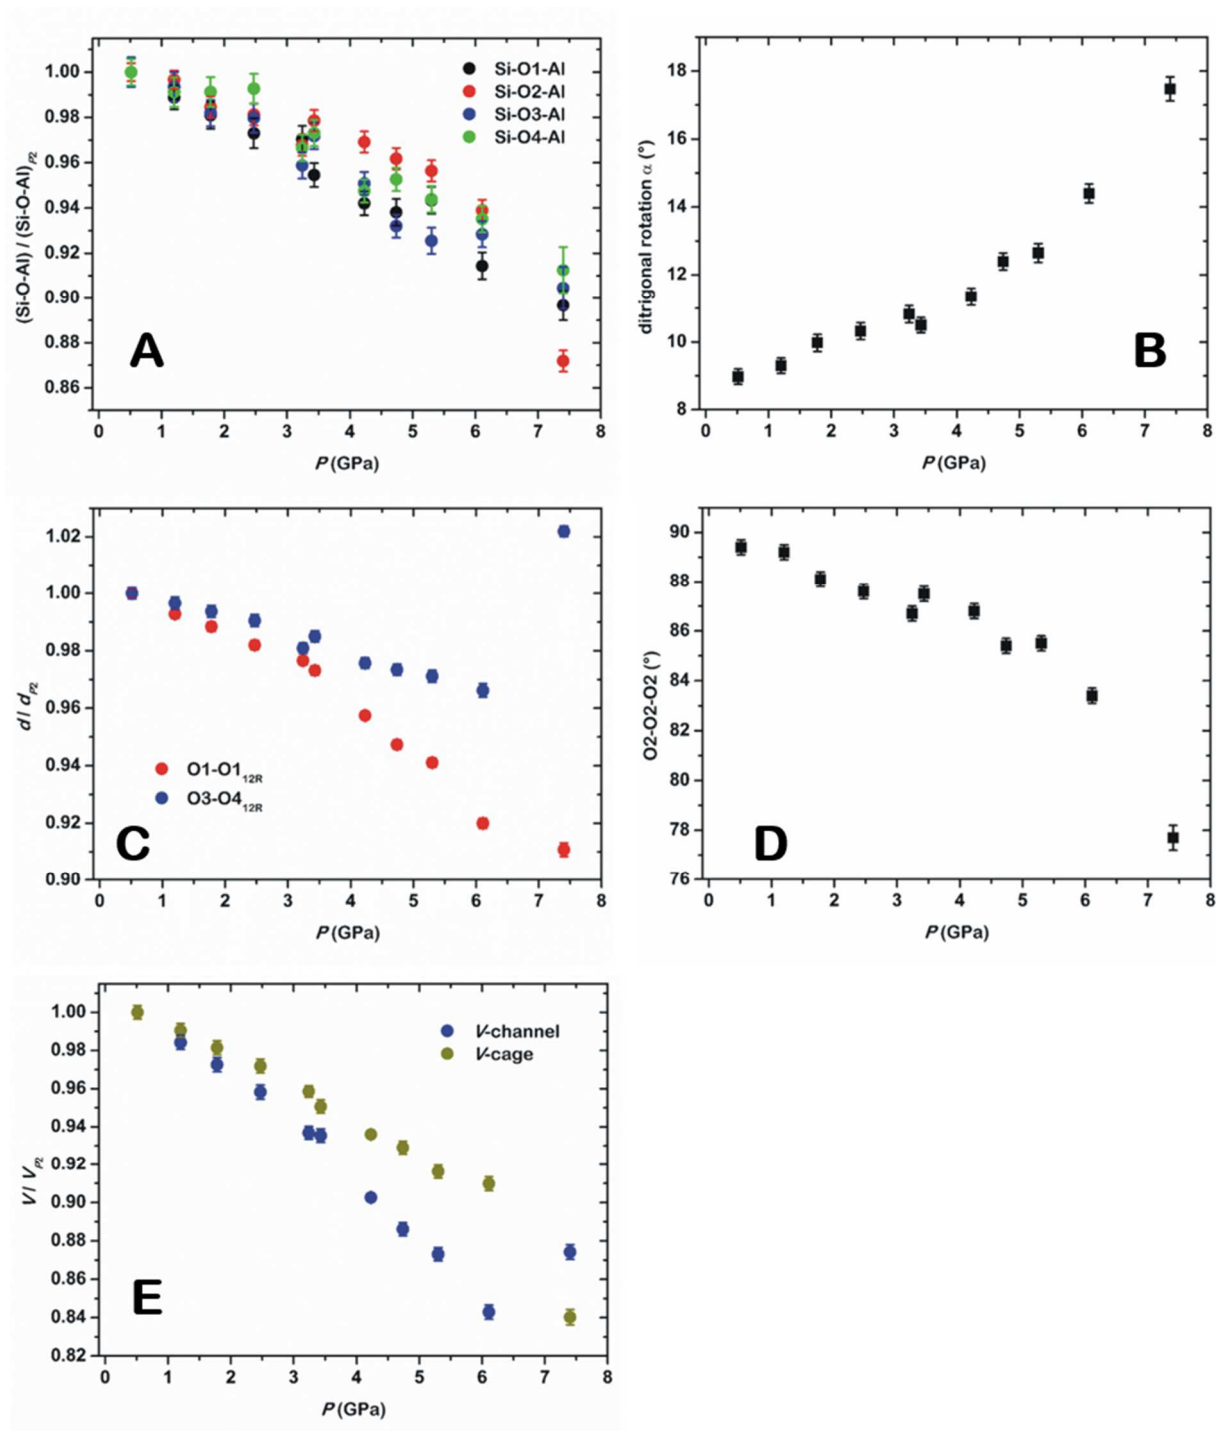 (Si-O-Al) / (Si-O-Al)P2
1.00
0.98
0.96
0.94
0.92
0.90
0.88
0.86
Si-O1-Al
Si-O2-Al
Si-O3-Al
Si-O4-Al
A
0 1 2 3 4 5 6 7 8
P (GPa)
ditrigonal rotation α (°)
18
16
14
12
10
8
B
0 1 2 3 4 5 6 7 8
P (GPa)
d / dP2
1.02
1.00
0.98
0.96
0.94
0.92
0.90
O1-O112R
O3-O412R
C
0 1 2 3 4 5 6 7 8
P (GPa)
O2-O2-O2 (°)
90
88
86
84
82
80
78
76
D
0 1 2 3 4 5 6 7 8
P (GPa)
V / VP2
1.00
0.98
0.96
0.94
0.92
0.90
0.88
0.86
0.84
0.82
V-channel
V-cage
E
0 1 2 3 4 5 6 7 8
P (GPa)